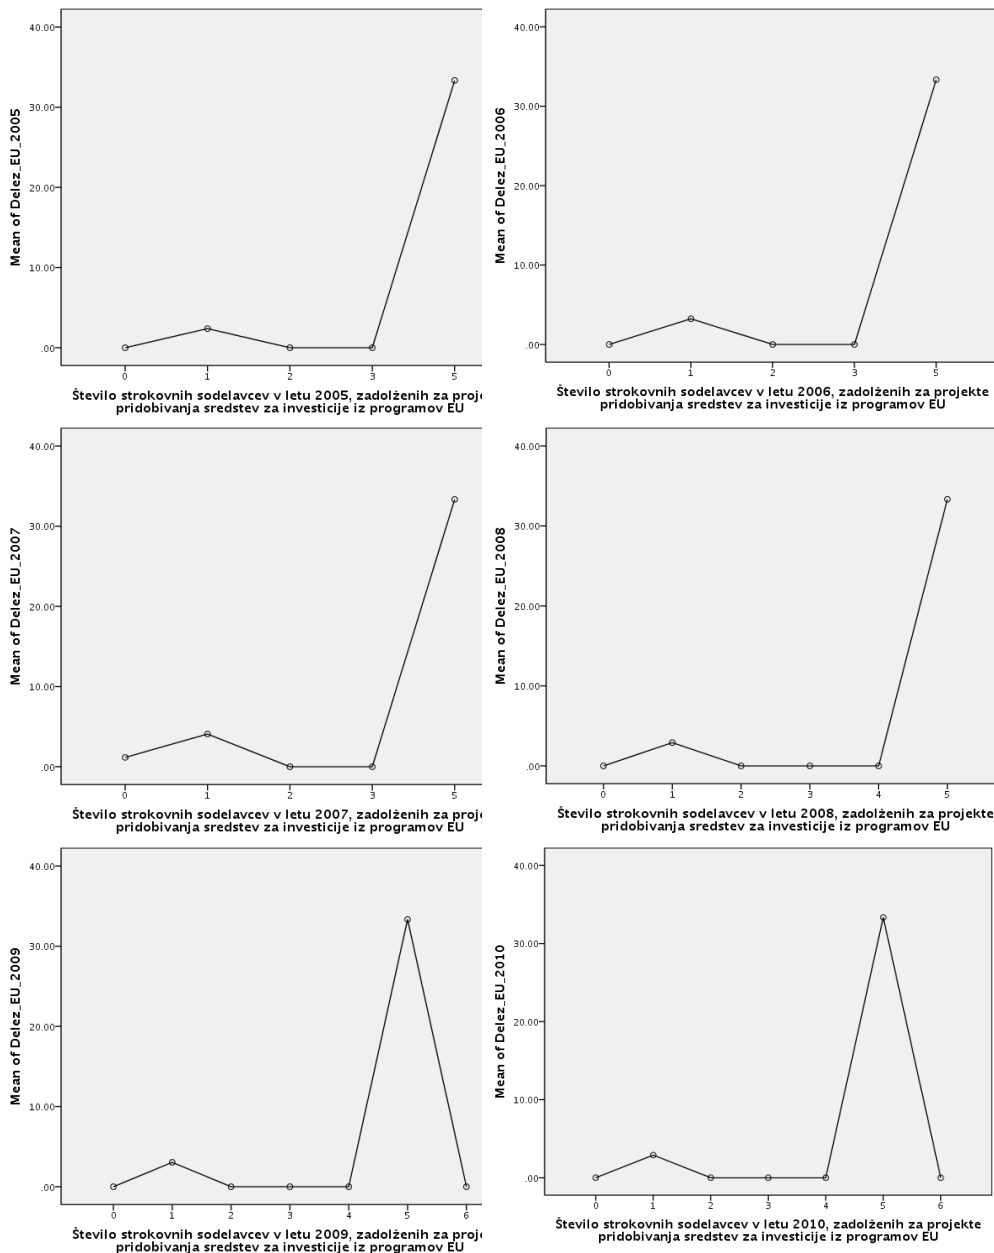 Mean of Delez_EU_2005
40.00
30.00
20.00
10.00
.00
0 1 2 3 5
Število strokovnih sodelavcev v letu 2005, zadolženih za proje
pridobivanja sredstev za investicije iz programov EU
Mean of Delez_EU_2006
40.00
30.00
20.00
10.00
.00
0 1 2 3 5
Število strokovnih sodelavcev v letu 2006, zadolženih za projekte
pridobivanja sredstev za investicije iz programov EU
Mean of Delez_EU_2007
40.00
30.00
20.00
10.00
.00
0 1 2 3 5
Število strokovnih sodelavcev v letu 2007, zadolženih za proje
pridobivanja sredstev za investicije iz programov EU
Mean of Delez_EU_2008
40.00
30.00
20.00
10.00
.00
0 1 2 3 4 5
Število strokovnih sodelavcev v letu 2008, zadolženih za projekte
pridobivanja sredstev za investicije iz programov EU
Mean of Delez_EU_2009
40.00
30.00
20.00
10.00
.00
0 1 2 3 4 5 6
Število strokovnih sodelavcev v letu 2009, zadolženih za proje
pridobivanja sredstev za investicije iz programov EU
Mean of Delez_EU_2010
40.00
30.00
20.00
10.00
.00
0 1 2 3 4 5 6
Število strokovnih sodelavcev v letu 2010, zadolženih za projekte
pridobivanja sredstev za investicije iz programov EU